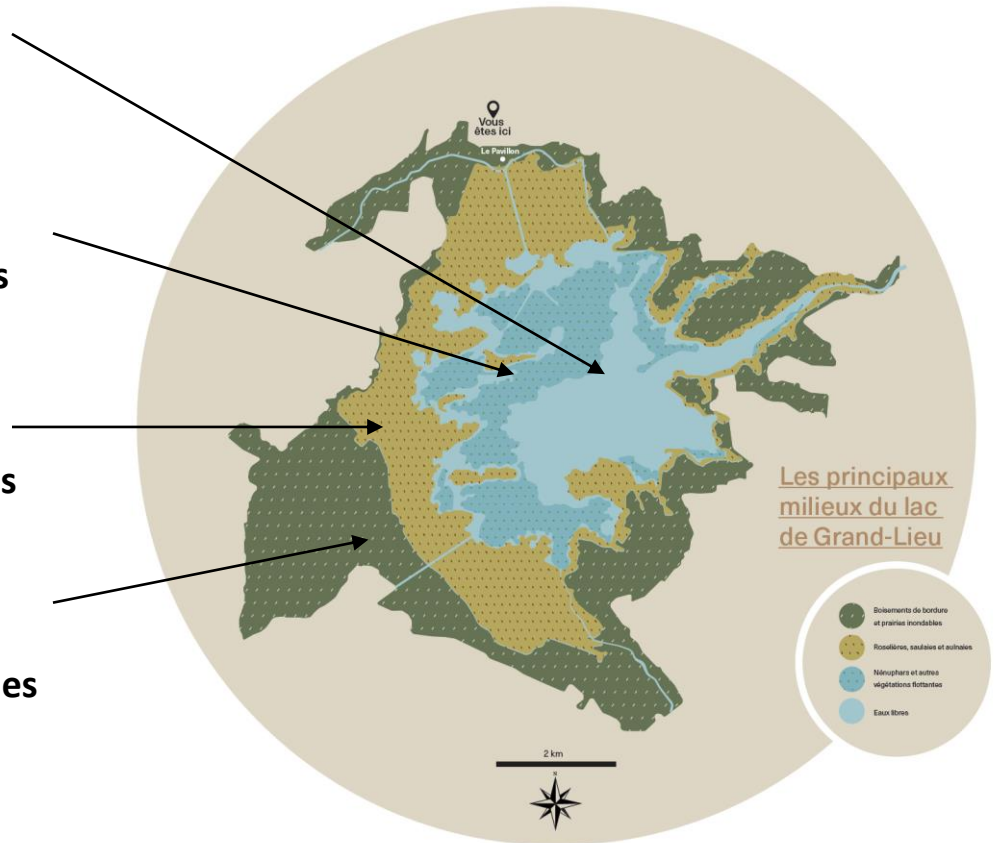 Vous
êtes ici
Le Pavillon
s
s
es
Les principaux
milieux du lac
de Grand-Lieu
Boisements de bordure
et prairies inondables
Roselières, saulaies et aulnaies
Nénuphars et autres
végétations flottantes
Eaux libres
2 km
N